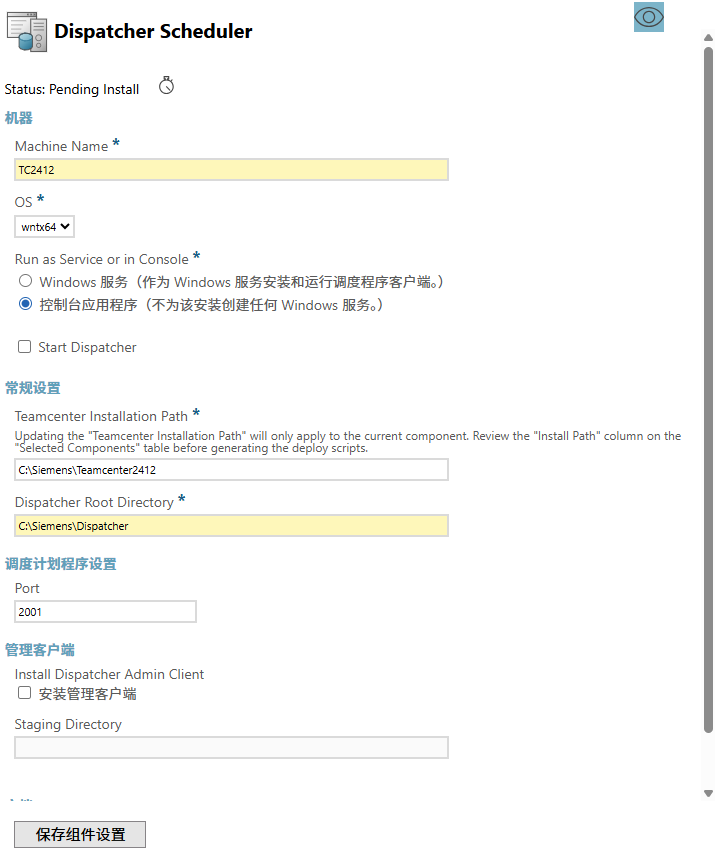 Dispatcher Scheduler
Status: Pending Install
机器
Machine Name *
TC2412
OS *
wntx64
Run as Service or in Console *
Windows 服务（作为 Windows 服务安装和运行调度程序客户端。）
控制台应用程序（不为该安装创建任何 Windows 服务。）
Start Dispatcher
常规设置
Teamcenter Installation Path *
Updating the "Teamcenter Installation Path" will only apply to the current component. Review the "Install Path" column on the
"Selected Components" table before generating the deploy scripts.
C:\Siemens\Teamcenter2412
Dispatcher Root Directory *
C:\Siemens\Dispatcher
调度计划程序设置
Port
2001
管理客户端
Install Dispatcher Admin Client
安装管理客户端
Staging Directory
保存组件设置